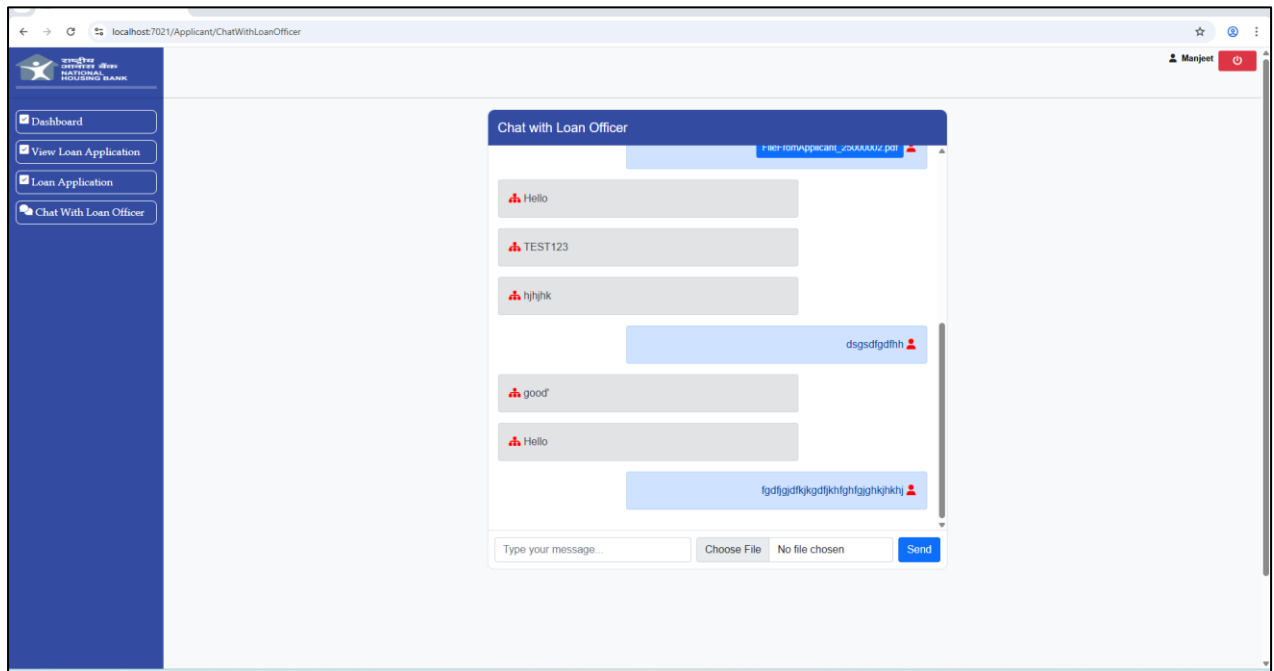 localhost:7021/Applicant/ChatWithLoanOfficer
राष्ट्रीय
आवास बैंक
NATIONAL
HOUSING BANK
Manjeet
Dashboard
View Loan Application
Loan Application
Chat With Loan Officer
Chat with Loan Officer
FileFromApplicant_25000002.pdf
Hello
TEST123
hjhjhk
dsgsdfgdfhh
good'
Hello
fgdfjgjdfkjkgdfjkhfghfgjghkjhkhj
Type your message...
Choose File No file chosen
Send